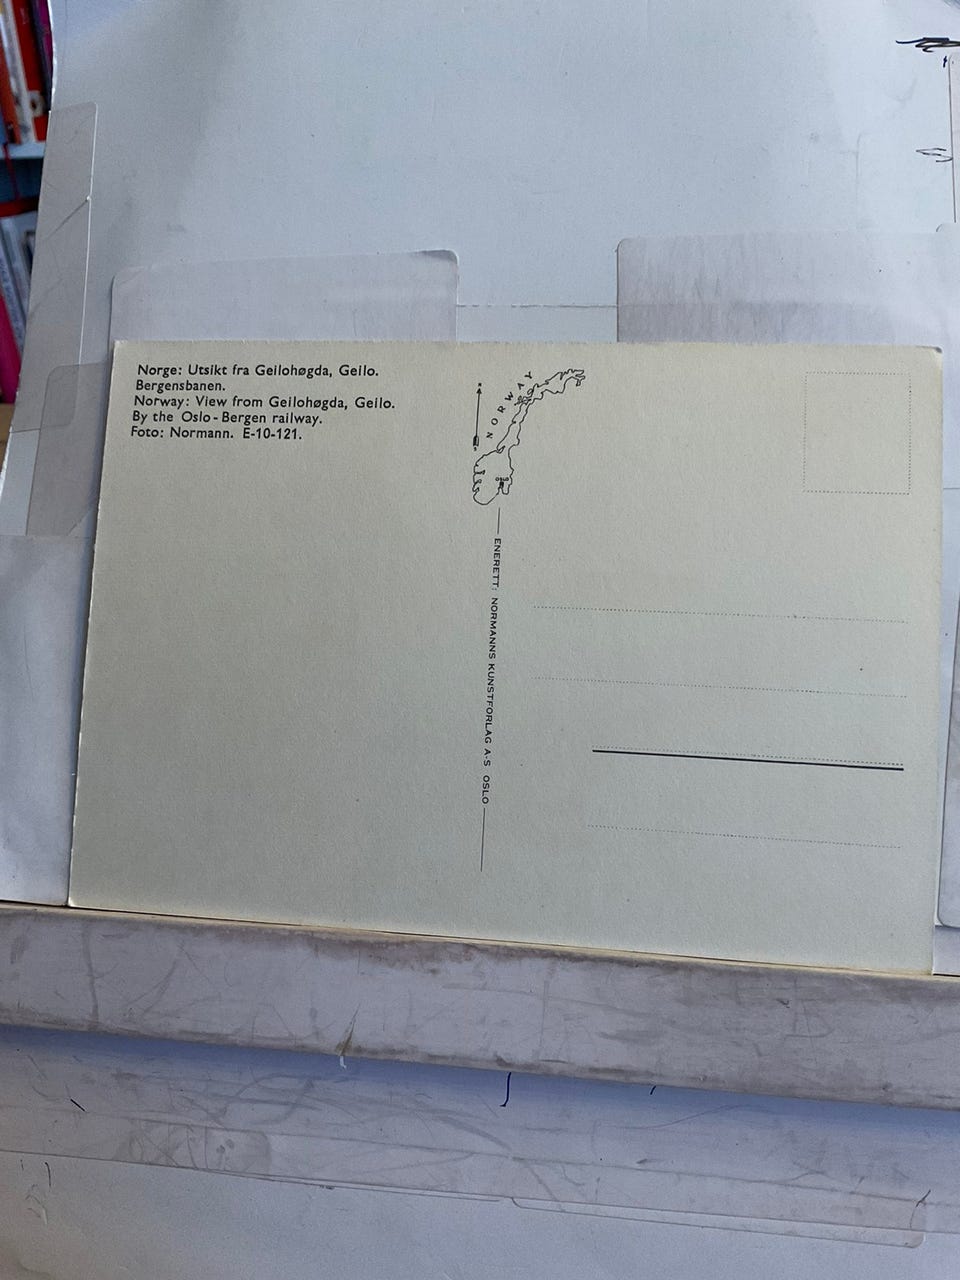 Norge: Utsikt fra Geilohøgda, Geilo.
Bergensbanen.
Norway: View from Geilohøgda, Geilo.
By the Oslo-Bergen railway.
Foto: Normann. E-10-121.
NORWAY
OSLO
ENERETT: NORMANNS KUNSTFORLAG A-S OSLO